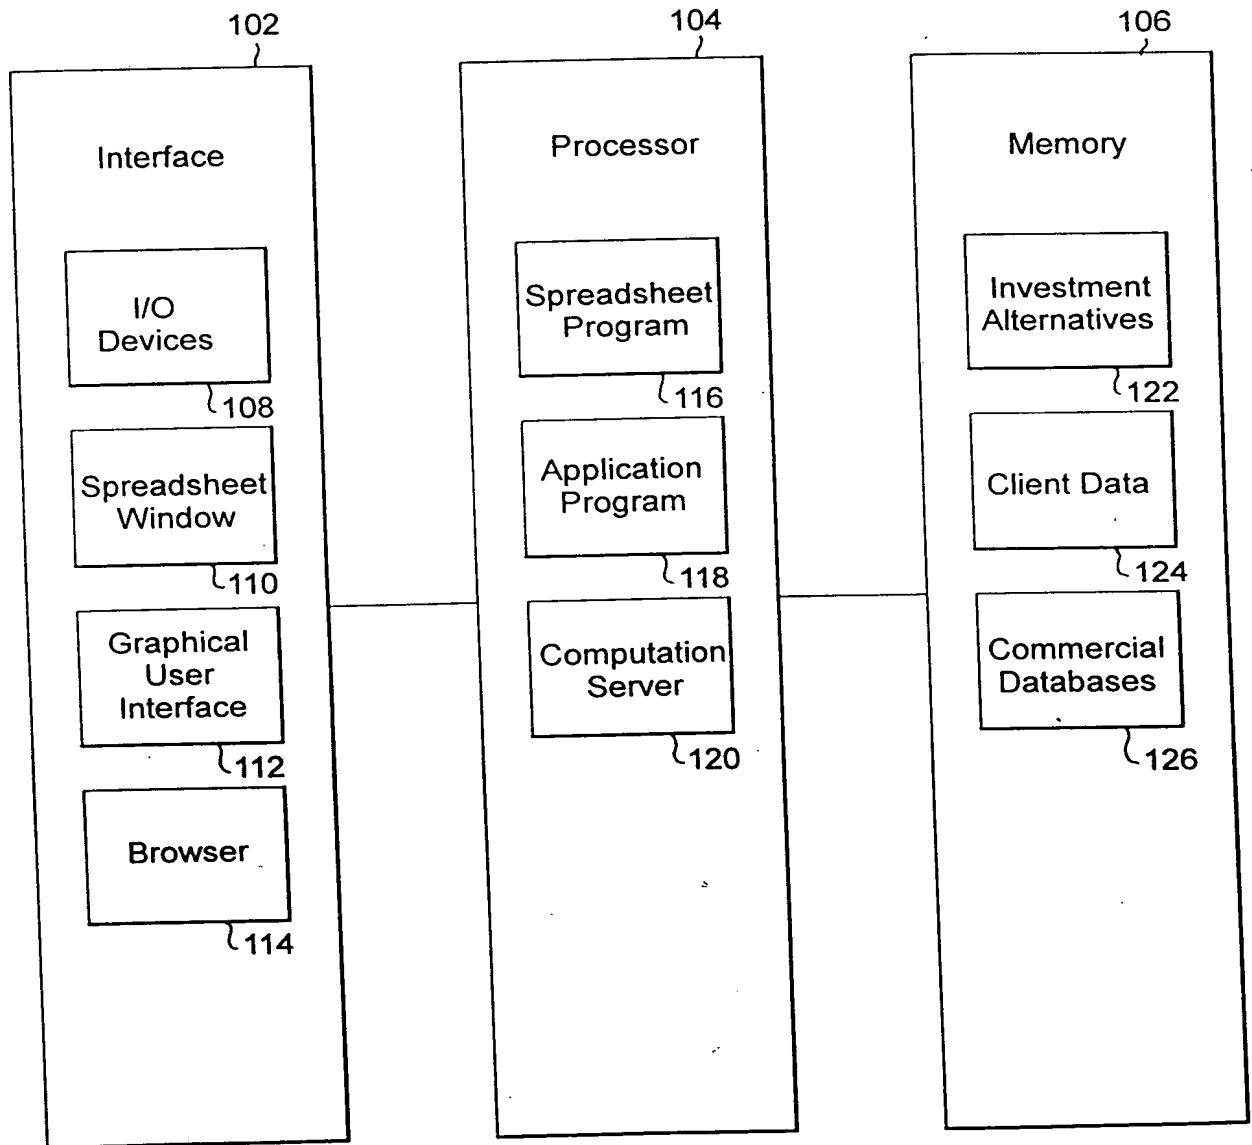 102
104
106
Interface
Processor
Memory
I/O
Devices
108
Spreadsheet
Window
110
Graphical
User
Interface
112
Browser
114
Spreadsheet
Program
116
Application
Program
118
Computation
Server
120
Investment
Alternatives
122
Client Data
124
Commercial
Databases
126